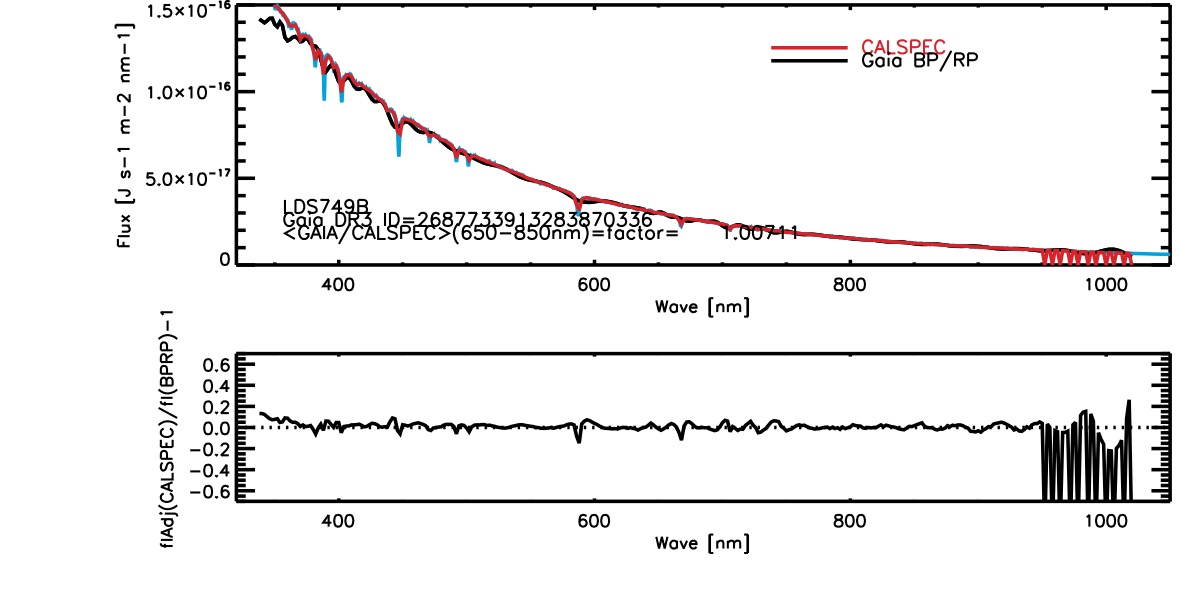 1.5×10−16
1.0×10−16
5.0×10−17
0
Flux [J s−1 m−2 nm−1]
CALSPEC
Gaia BP/RP
LDS749B
Gaia DR3 ID=2687733913283870336
<GAIA/CALSPEC>(650−850nm)=factor= 1.00711
400 600 800 1000
Wave [nm]
flAdj(CALSPEC)/fl(BPRP)−1
0.6
0.4
0.2
0.0
−0.2
−0.4
−0.6
400 600 800 1000
Wave [nm]